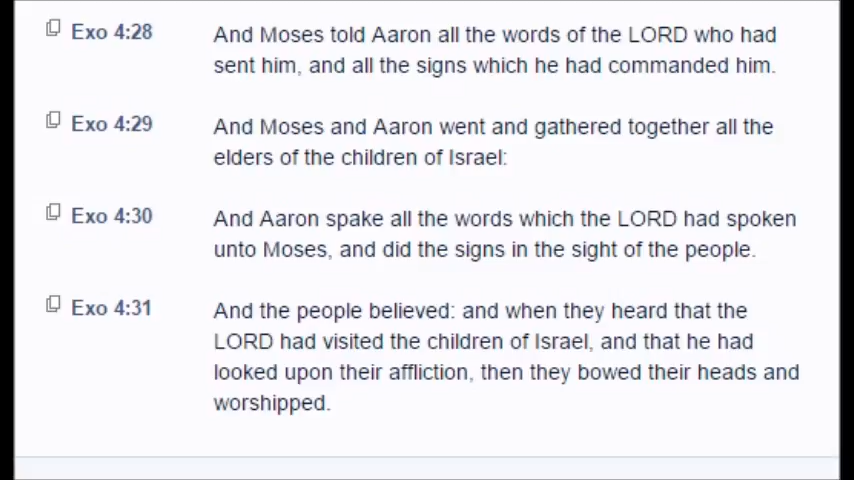 Exo 4:28 And Moses told Aaron all the words of the LORD who had
sent him, and all the signs which he had commanded him.
Exo 4:29 And Moses and Aaron went and gathered together all the
elders of the children of Israel:
Exo 4:30 And Aaron spake all the words which the LORD had spoken
unto Moses, and did the signs in the sight of the people.
Exo 4:31 And the people believed: and when they heard that the
LORD had visited the children of Israel, and that he had
looked upon their affliction, then they bowed their heads and
worshipped.